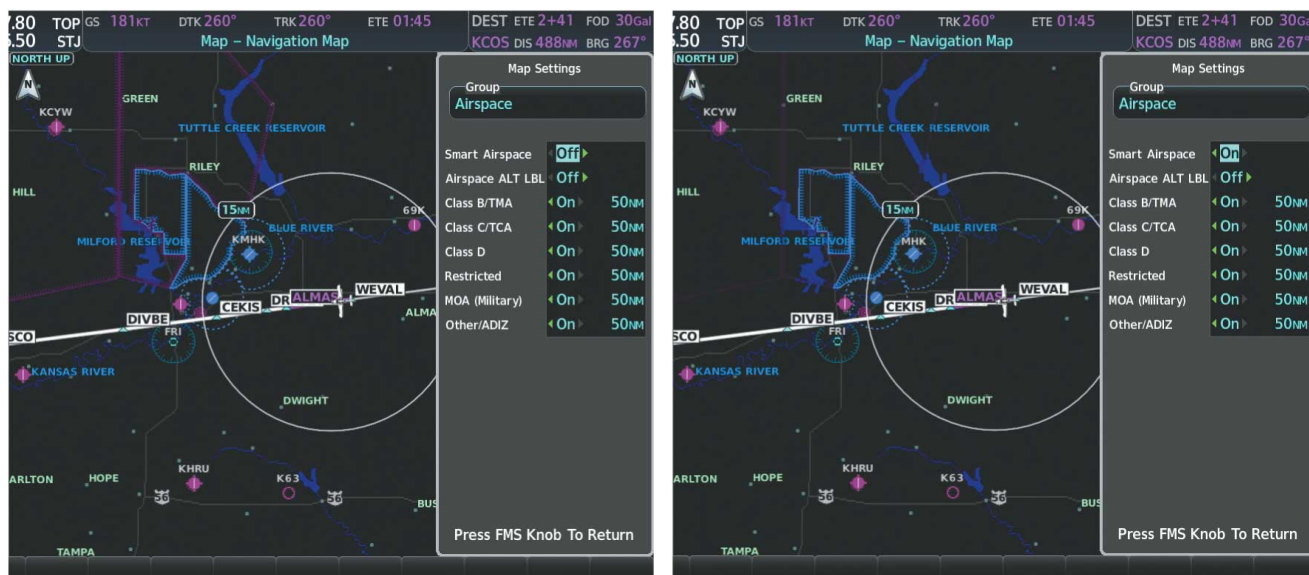 7.80 TOP GS 181KT DTK 260° TRK 260° ETE 01:45 DEST ETE 2+41 FOD 30Gal
5.50 STJ Map – Navigation Map KCOS DIS 488NM BRG 267°
NORTH UP
N
KCYW
GREEN
TUTTLE CREEK RESERVOIR
RILEY
HILL
15NM
69K
BLUE RIVER
KMHK
MILFORD RESERVOIR
ALMAS
WEVAL
DR
CEKIS
DIVBE
ALMA
SCO
FRI
KANSAS RIVER
DWIGHT
KHRU
K63
ARLTON
HOPE
56
56
BUS
TAMPA
Map Settings
Group
Airspace
Smart Airspace Off
Airspace ALT LBL Off
Class B/TMA On 50NM
Class C/TCA On 50NM
Class D On 50NM
Restricted On 50NM
MOA (Military) On 50NM
Other/ADIZ On 50NM
Press FMS Knob To Return
7.80 TOP GS 181KT DTK 260° TRK 260° ETE 01:45 DEST ETE 2+41 FOD 30Ga
5.50 STJ Map – Navigation Map KCOS DIS 488NM BRG 267°
NORTH UP
N
KCYW
GREEN
TUTTLE CREEK RESERVOIR
RILEY
HILL
15NM
69K
BLUE RIVER
MHK
MILFORD RESERVOIR
ALMAS
WEVAL
DR
CEKIS
DIVBE
ALMA
SCO
FRI
KANSAS RIVER
DWIGHT
KHRU
K63
ARLTON
HOPE
56
56
BUS
TAMPA
Map Settings
Group
Airspace
Smart Airspace On
Airspace ALT LBL Off
Class B/TMA On 50NM
Class C/TCA On 50NM
Class D On 50NM
Restricted On 50NM
MOA (Military) On 50NM
Other/ADIZ On 50NM
Press FMS Knob To Return